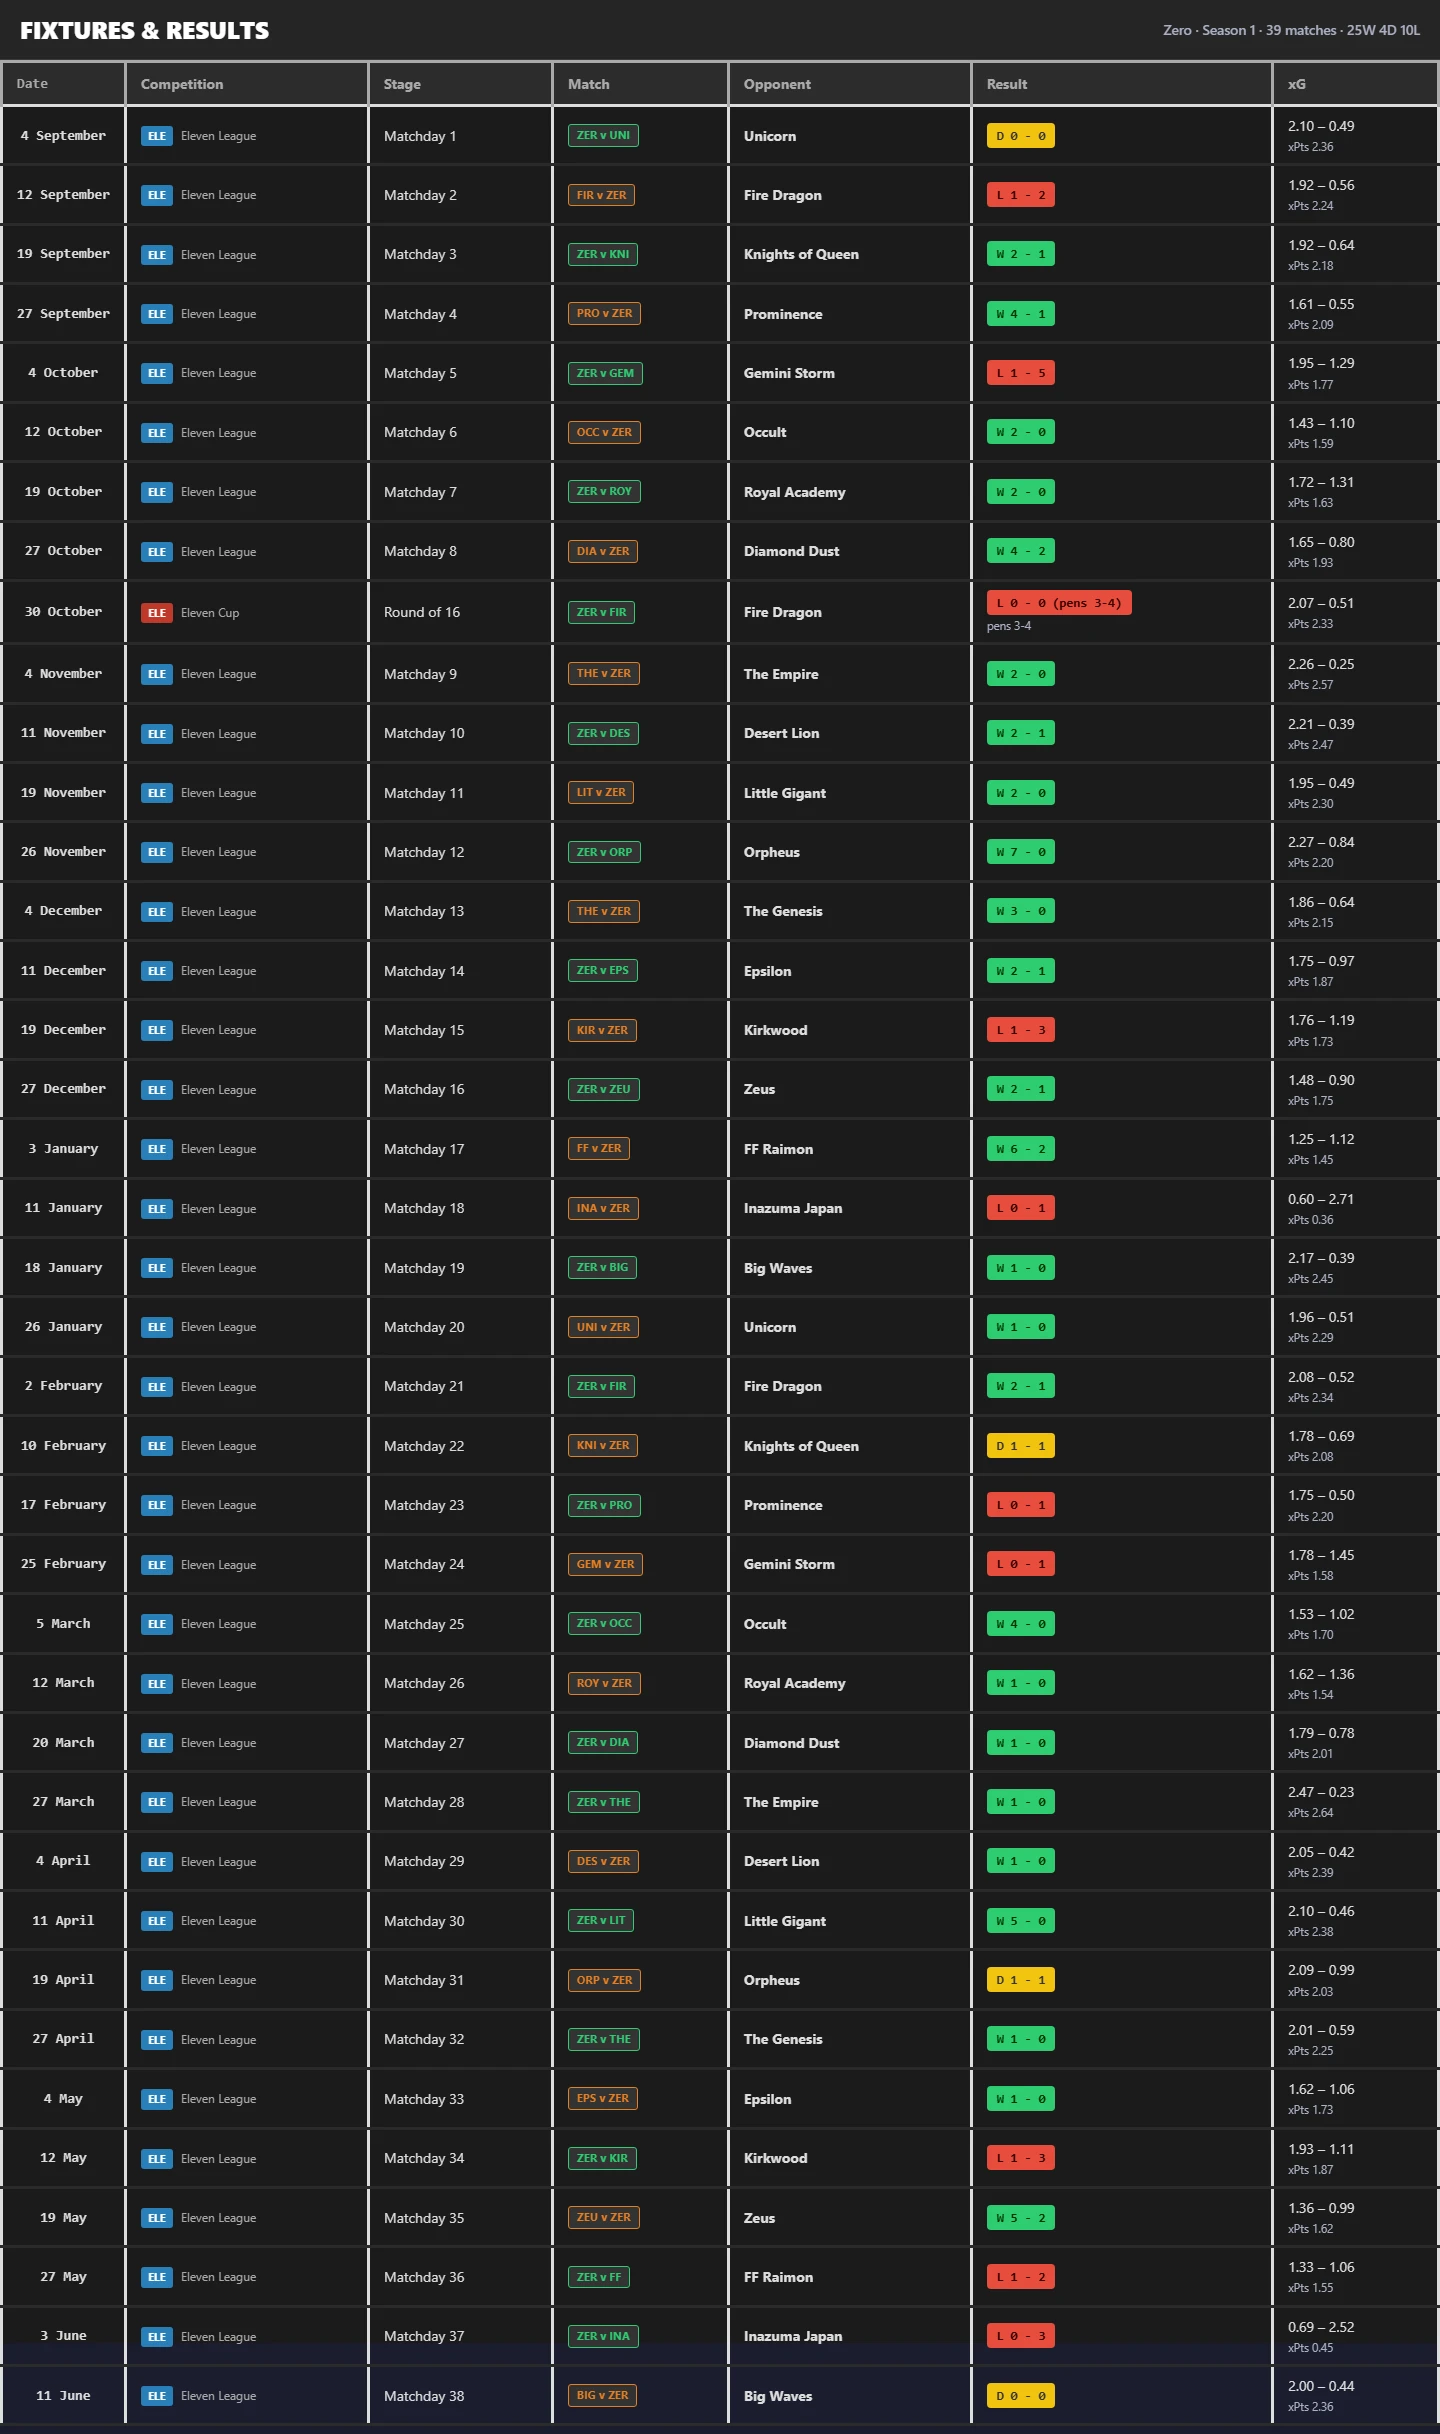 FIXTURES & RESULTS
Zero · Season 1 · 39 matches · 25W 4D 10L
Date Competition Stage Match Opponent Result xG
4 September ELE Eleven League Matchday 1 ZER v UNI Unicorn D 0 - 0 2.10 – 0.49
xPts 2.36
12 September ELE Eleven League Matchday 2 FIR v ZER Fire Dragon L 1 - 2 1.92 – 0.56
xPts 2.24
19 September ELE Eleven League Matchday 3 ZER v KNI Knights of Queen W 2 - 1 1.92 – 0.64
xPts 2.18
27 September ELE Eleven League Matchday 4 PRO v ZER Prominence W 4 - 1 1.61 – 0.55
xPts 2.09
4 October ELE Eleven League Matchday 5 ZER v GEM Gemini Storm L 1 - 5 1.95 – 1.29
xPts 1.77
12 October ELE Eleven League Matchday 6 OCC v ZER Occult W 2 - 0 1.43 – 1.10
xPts 1.59
19 October ELE Eleven League Matchday 7 ZER v ROY Royal Academy W 2 - 0 1.72 – 1.31
xPts 1.63
27 October ELE Eleven League Matchday 8 DIA v ZER Diamond Dust W 4 - 2 1.65 – 0.80
xPts 1.93
30 October ELE Eleven Cup Round of 16 ZER v FIR Fire Dragon L 0 - 0 (pens 3-4) 2.07 – 0.51
pens 3-4 xPts 2.33
4 November ELE Eleven League Matchday 9 THE v ZER The Empire W 2 - 0 2.26 – 0.25
xPts 2.57
11 November ELE Eleven League Matchday 10 ZER v DES Desert Lion W 2 - 1 2.21 – 0.39
xPts 2.47
19 November ELE Eleven League Matchday 11 LIT v ZER Little Gigant W 2 - 0 1.95 – 0.49
xPts 2.30
26 November ELE Eleven League Matchday 12 ZER v ORP Orpheus W 7 - 0 2.27 – 0.84
xPts 2.20
4 December ELE Eleven League Matchday 13 THE v ZER The Genesis W 3 - 0 1.86 – 0.64
xPts 2.15
11 December ELE Eleven League Matchday 14 ZER v EPS Epsilon W 2 - 1 1.75 – 0.97
xPts 1.87
19 December ELE Eleven League Matchday 15 KIR v ZER Kirkwood L 1 - 3 1.76 – 1.19
xPts 1.73
27 December ELE Eleven League Matchday 16 ZER v ZEU Zeus W 2 - 1 1.48 – 0.90
xPts 1.75
3 January ELE Eleven League Matchday 17 FF v ZER FF Raimon W 6 - 2 1.25 – 1.12
xPts 1.45
11 January ELE Eleven League Matchday 18 INA v ZER Inazuma Japan L 0 - 1 0.60 – 2.71
xPts 0.36
18 January ELE Eleven League Matchday 19 ZER v BIG Big Waves W 1 - 0 2.17 – 0.39
xPts 2.45
26 January ELE Eleven League Matchday 20 UNI v ZER Unicorn W 1 - 0 1.96 – 0.51
xPts 2.29
2 February ELE Eleven League Matchday 21 ZER v FIR Fire Dragon W 2 - 1 2.08 – 0.52
xPts 2.34
10 February ELE Eleven League Matchday 22 KNI v ZER Knights of Queen D 1 - 1 1.78 – 0.69
xPts 2.08
17 February ELE Eleven League Matchday 23 ZER v PRO Prominence L 0 - 1 1.75 – 0.50
xPts 2.20
25 February ELE Eleven League Matchday 24 GEM v ZER Gemini Storm L 0 - 1 1.78 – 1.45
xPts 1.58
5 March ELE Eleven League Matchday 25 ZER v OCC Occult W 4 - 0 1.53 – 1.02
xPts 1.70
12 March ELE Eleven League Matchday 26 ROY v ZER Royal Academy W 1 - 0 1.62 – 1.36
xPts 1.54
20 March ELE Eleven League Matchday 27 ZER v DIA Diamond Dust W 1 - 0 1.79 – 0.78
xPts 2.01
27 March ELE Eleven League Matchday 28 ZER v THE The Empire W 1 - 0 2.47 – 0.23
xPts 2.64
4 April ELE Eleven League Matchday 29 DES v ZER Desert Lion W 1 - 0 2.05 – 0.42
xPts 2.39
11 April ELE Eleven League Matchday 30 ZER v LIT Little Gigant W 5 - 0 2.10 – 0.46
xPts 2.38
19 April ELE Eleven League Matchday 31 ORP v ZER Orpheus D 1 - 1 2.09 – 0.99
xPts 2.03
27 April ELE Eleven League Matchday 32 ZER v THE The Genesis W 1 - 0 2.01 – 0.59
xPts 2.25
4 May ELE Eleven League Matchday 33 EPS v ZER Epsilon W 1 - 0 1.62 – 1.06
xPts 1.73
12 May ELE Eleven League Matchday 34 ZER v KIR Kirkwood L 1 - 3 1.93 – 1.11
xPts 1.87
19 May ELE Eleven League Matchday 35 ZEU v ZER Zeus W 5 - 2 1.36 – 0.99
xPts 1.62
27 May ELE Eleven League Matchday 36 ZER v FF FF Raimon L 1 - 2 1.33 – 1.06
xPts 1.55
3 June ELE Eleven League Matchday 37 ZER v INA Inazuma Japan L 0 - 3 0.69 – 2.52
xPts 0.45
11 June ELE Eleven League Matchday 38 BIG v ZER Big Waves D 0 - 0 2.00 – 0.44
xPts 2.36